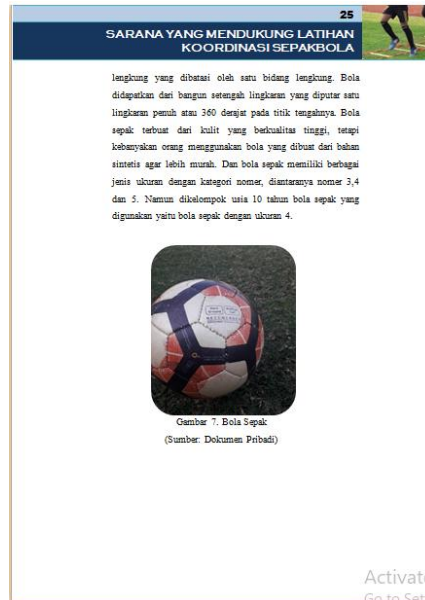 25
SARANA YANG MENDUKUNG LATIHAN
KOORDINASI SEPAKBOLA
lengkung yang dibatasi oleh satu bidang lengkung. Bola
didapatkan dari bangun setengah lingkaran yang diputar satu
lingkaran penuh atau 360 derajat pada titik tengahnya. Bola
sepak terbuat dari kulit yang berkualitas tinggi, tetapi
kebanyakan orang menggunakan bola yang dibuat dari bahan
sintetis agar lebih murah. Dan bola sepak memiliki berbagai
jenis ukuran dengan kategori nomer, diantaranya nomer 3,4
dan 5. Namun dikelompok usia 10 tahun bola sepak yang
digunakan yaitu bola sepak dengan ukuran 4.
Gambar 7. Bola Sepak
(Sumber: Dokumen Pribadi)
Activate
Go to Set